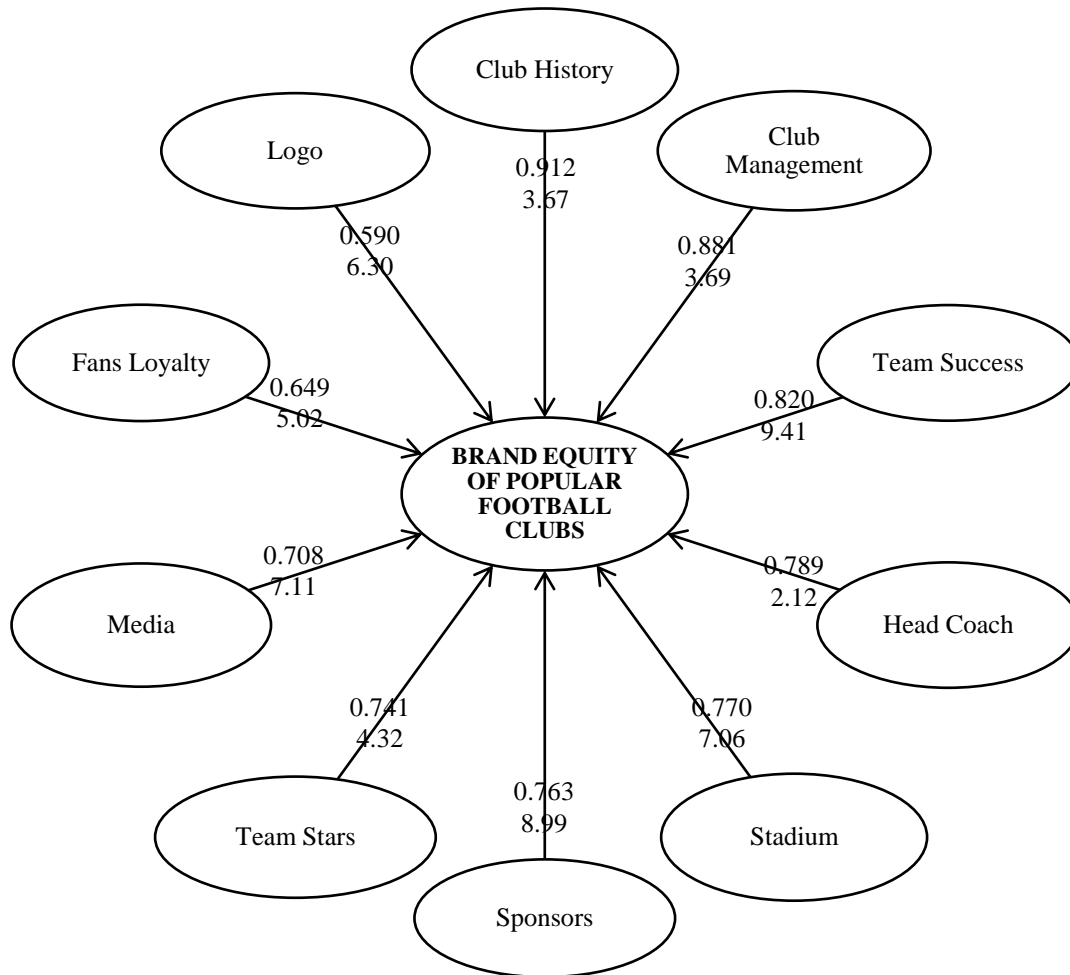 Club History
Logo
Club
Management
0.912
3.67
0.590
6.30
0.881
3.69
Fans Loyalty
Team Success
0.649
5.02
0.820
9.41
BRAND EQUITY
OF POPULAR
FOOTBALL
CLUBS
0.708
7.11
0.789
2.12
Media
Head Coach
0.741
4.32
0.770
7.06
0.763
8.99
Team Stars
Stadium
Sponsors